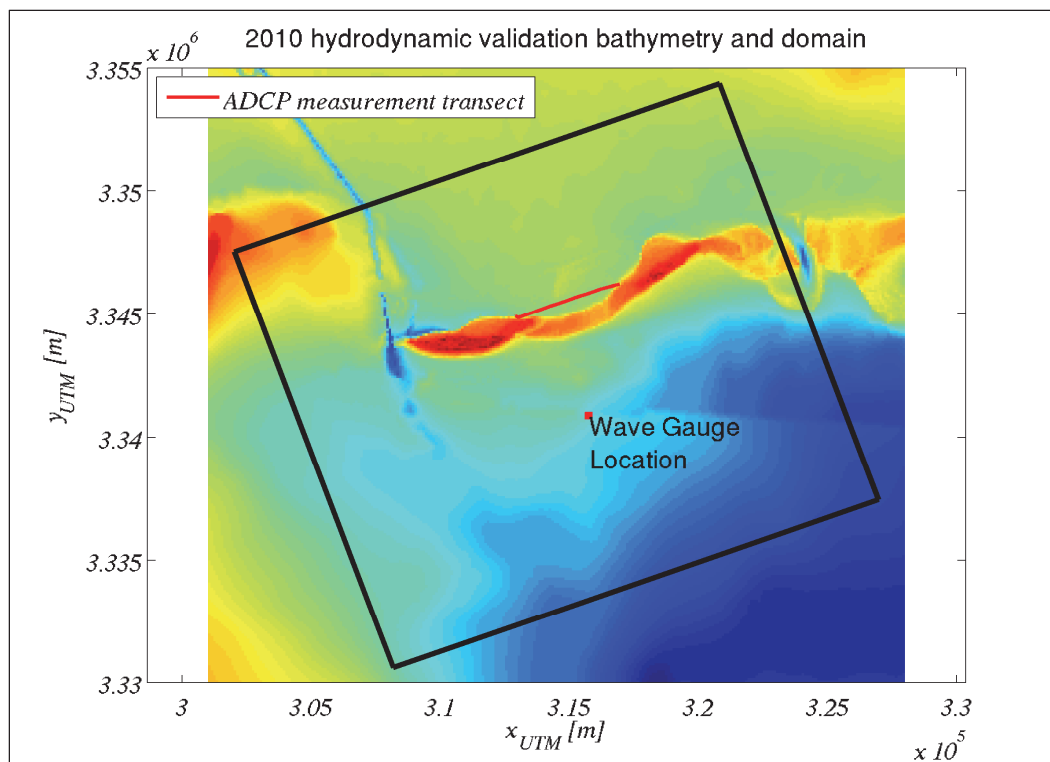 2010 hydrodynamic validation bathymetry and domain
x 10^6
ADCP measurement transect
3.355
3.35
3.345
3.34
3.335
3.33
y_UTM [m]
Wave Gauge
Location
3
3.05
3.1
3.15
3.2
3.25
3.3
x_UTM [m]
x 10^5